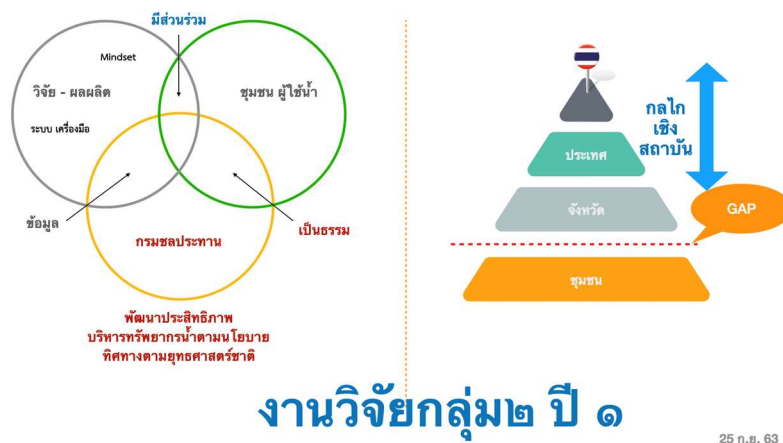 มีส่วนร่วม
Mindset
วิจัย - ผลผลิต
ชุมชน ผู้ใช้น้ำ
ระบบ เครื่องมือ
ข้อมูล
เป็นธรรม
กรมชลประทาน
พัฒนาประสิทธิภาพ
บริหารทรัพยากรน้ำตามนโยบาย
ทิศทางตามยุทธศาสตร์ชาติ
กลไก
เชิง
สถาบัน
ประเทศ
จังหวัด
GAP
ชุมชน
งานวิจัยกลุ่ม๒ ปี ๑
25 ก.ย. 63